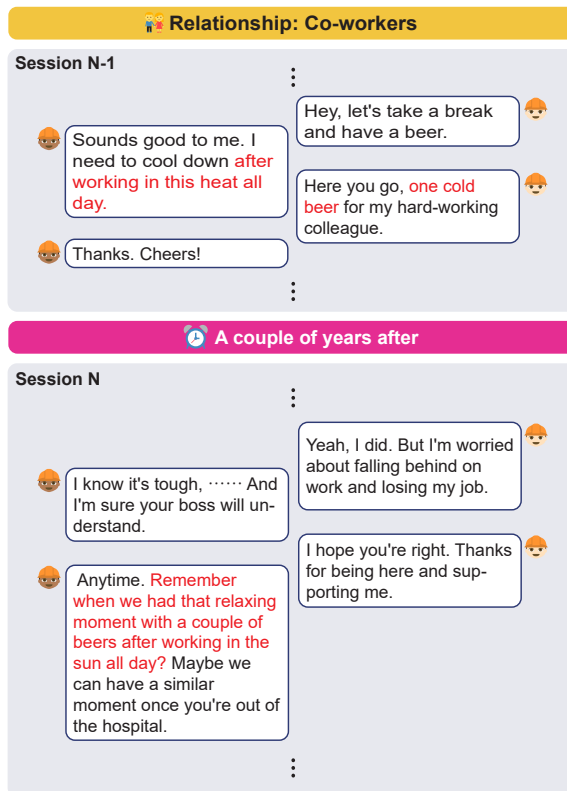 Relationship: Co-workers
Session N-1
Hey, let's take a break
and have a beer.
Sounds good to me. I
need to cool down after
working in this heat all
day.
Here you go, one cold
beer for my hard-working
colleague.
Thanks. Cheers!
A couple of years after
Session N
Yeah, I did. But I'm worried
about falling behind on
work and losing my job.
I know it's tough, ⋯⋯ And
I'm sure your boss will un-
derstand.
I hope you're right. Thanks
for being here and sup-
porting me.
Anytime. Remember
when we had that relaxing
moment with a couple of
beers after working in the
sun all day? Maybe we
can have a similar
moment once you're out of
the hospital.